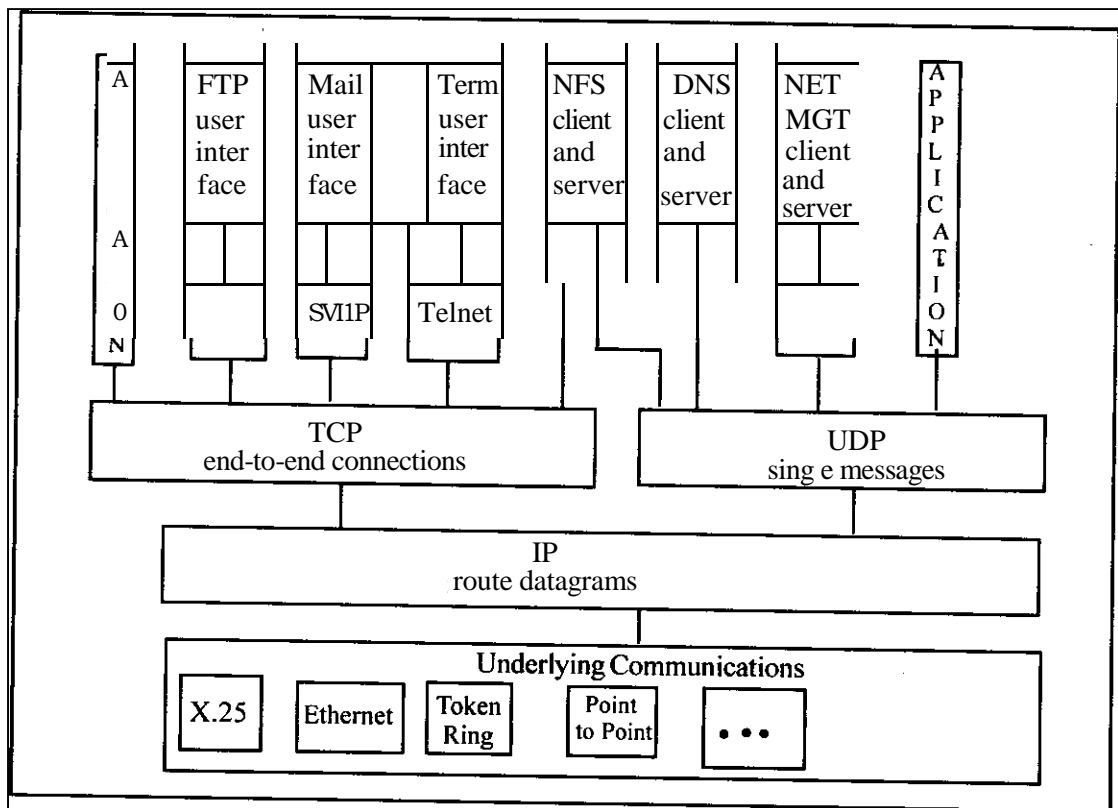 A
A
0
N
FTP
user
inter
face
Mail
user
inter
face
Term
user
inter
face
NFS
client
and
server
DNS
client
and
server
NET
MGT
client
and
server
A
P
P
L
I
C
A
T
I
O
N
SVI1P
Telnet
TCP
end-to-end connections
UDP
sing e messages
IP
route datagrams
Underlying Communications
X.25
Ethernet
Token
Ring
Point
to Point
•••